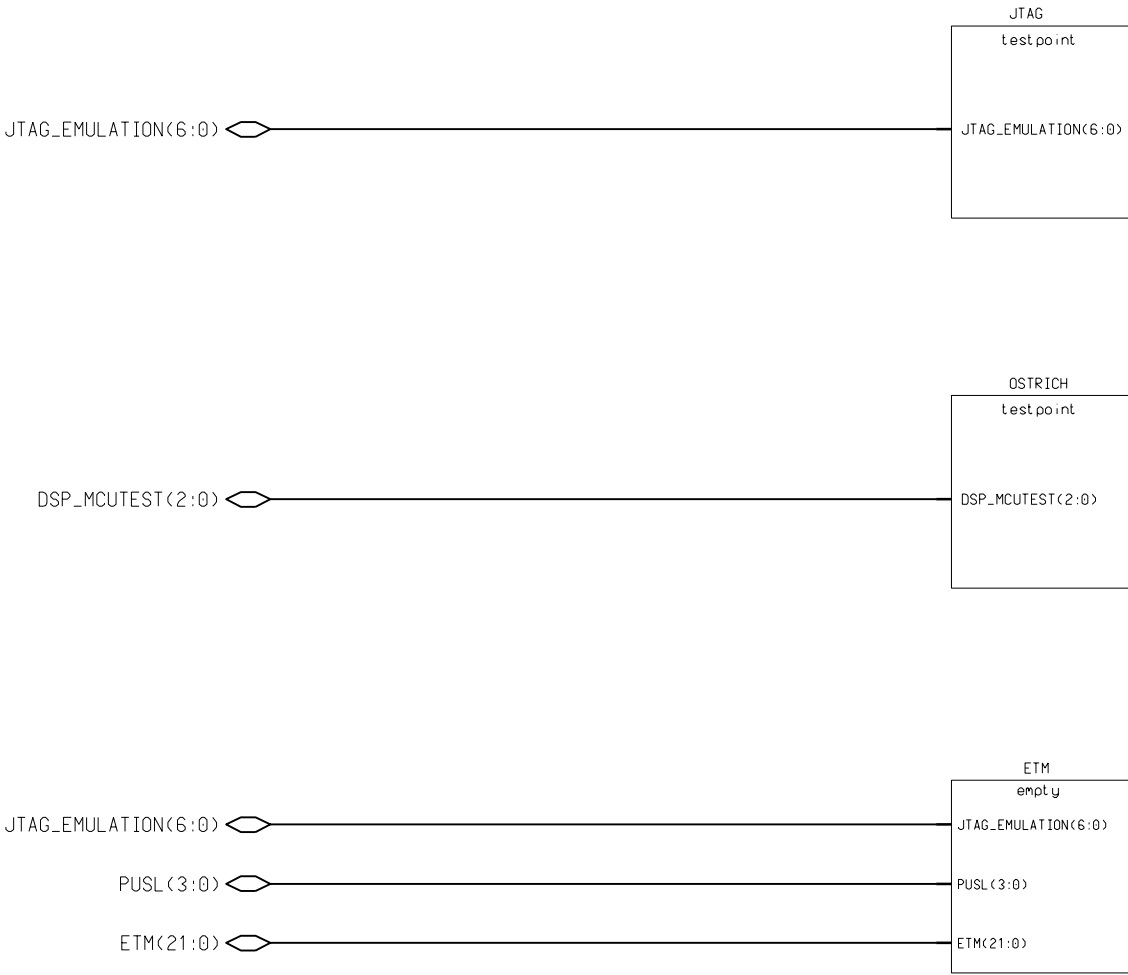 JTAG
testpoint
JTAG_EMULATION(6:0)
JTAG_EMULATION(6:0)
OSTRICH
testpoint
DSP_MCUTEST(2:0)
DSP_MCUTEST(2:0)
ETM
empty
JTAG_EMULATION(6:0)
JTAG_EMULATION(6:0)
PUSL(3:0)
PUSL(3:0)
ETM(21:0)
ETM(21:0)